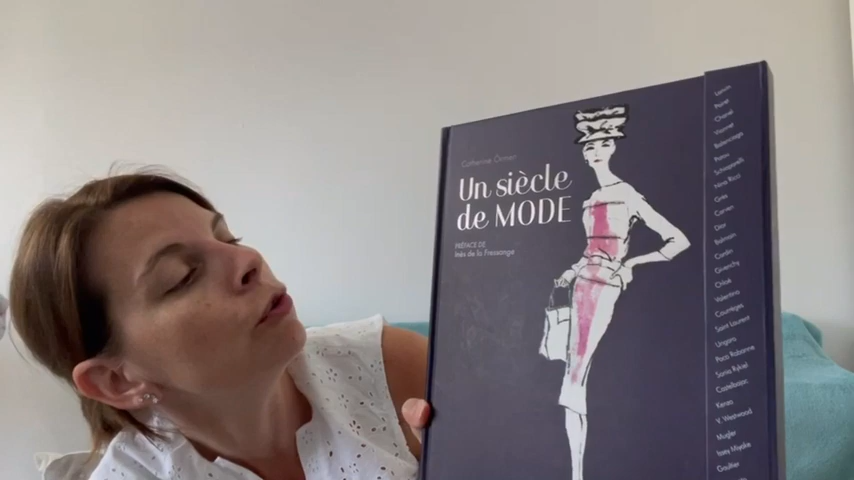 Catherine Örmen
Un siècle
de MODE
PRÉFACE DE
Inès de la Fressange
Lanvin
Poiret
Chanel
Vionnet
Balenciaga
Patou
Schiaparelli
Nina Ricci
Grès
Carven
Dior
Balmain
Cardin
Givenchy
Chloé
Valentino
Courrèges
Saint Laurent
Ungaro
Paco Rabanne
Sonia Rykiel
Castelbajac
Kenzo
V. Westwood
Mugler
Issey Miyake
Gaultier